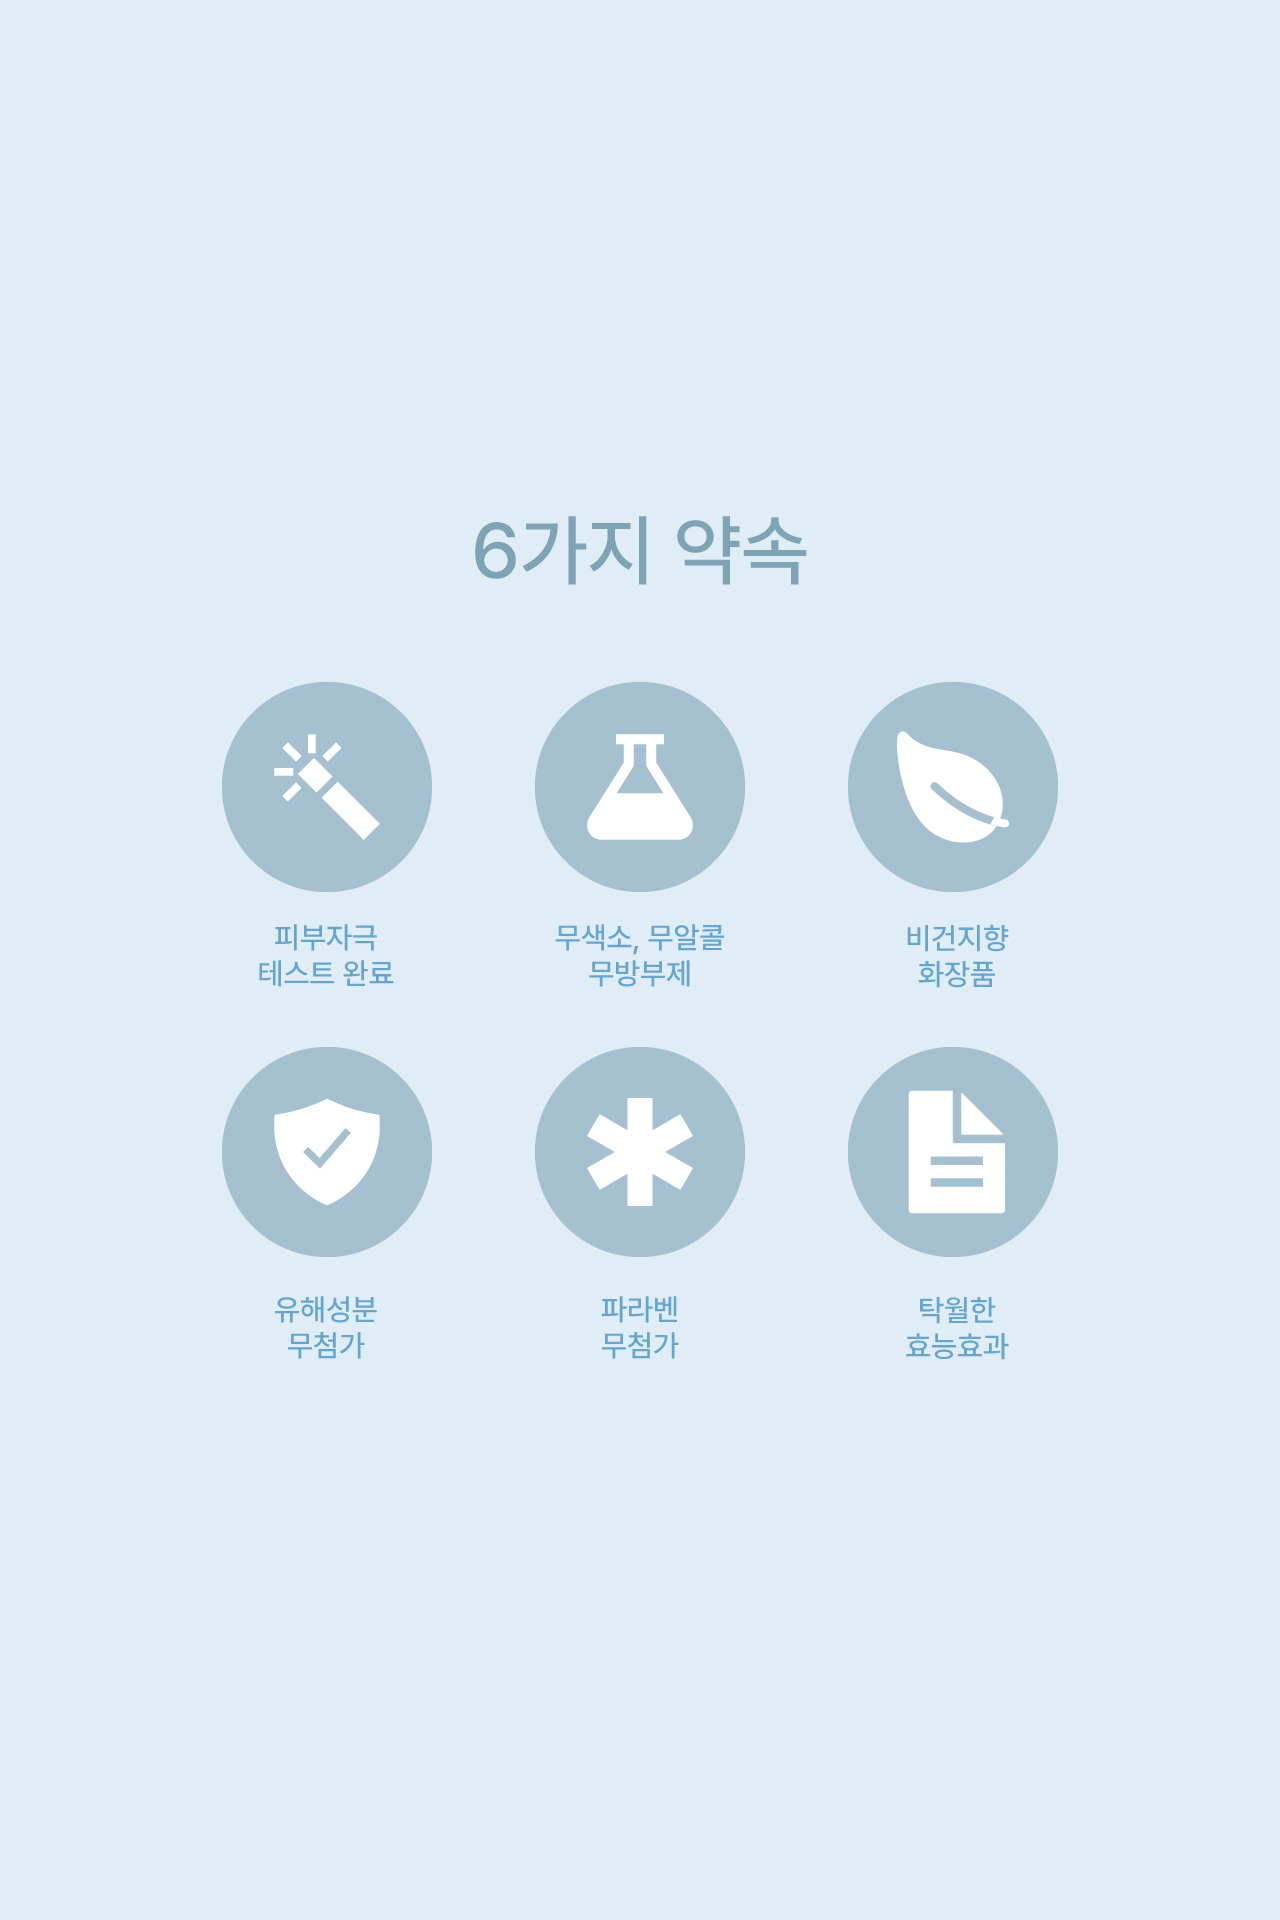 6가지 약속
피부자극
테스트 완료
무색소, 무알콜
무방부제
비건지향
화장품
유해성분
무첨가
파라벤
무첨가
탁월한
효능효과